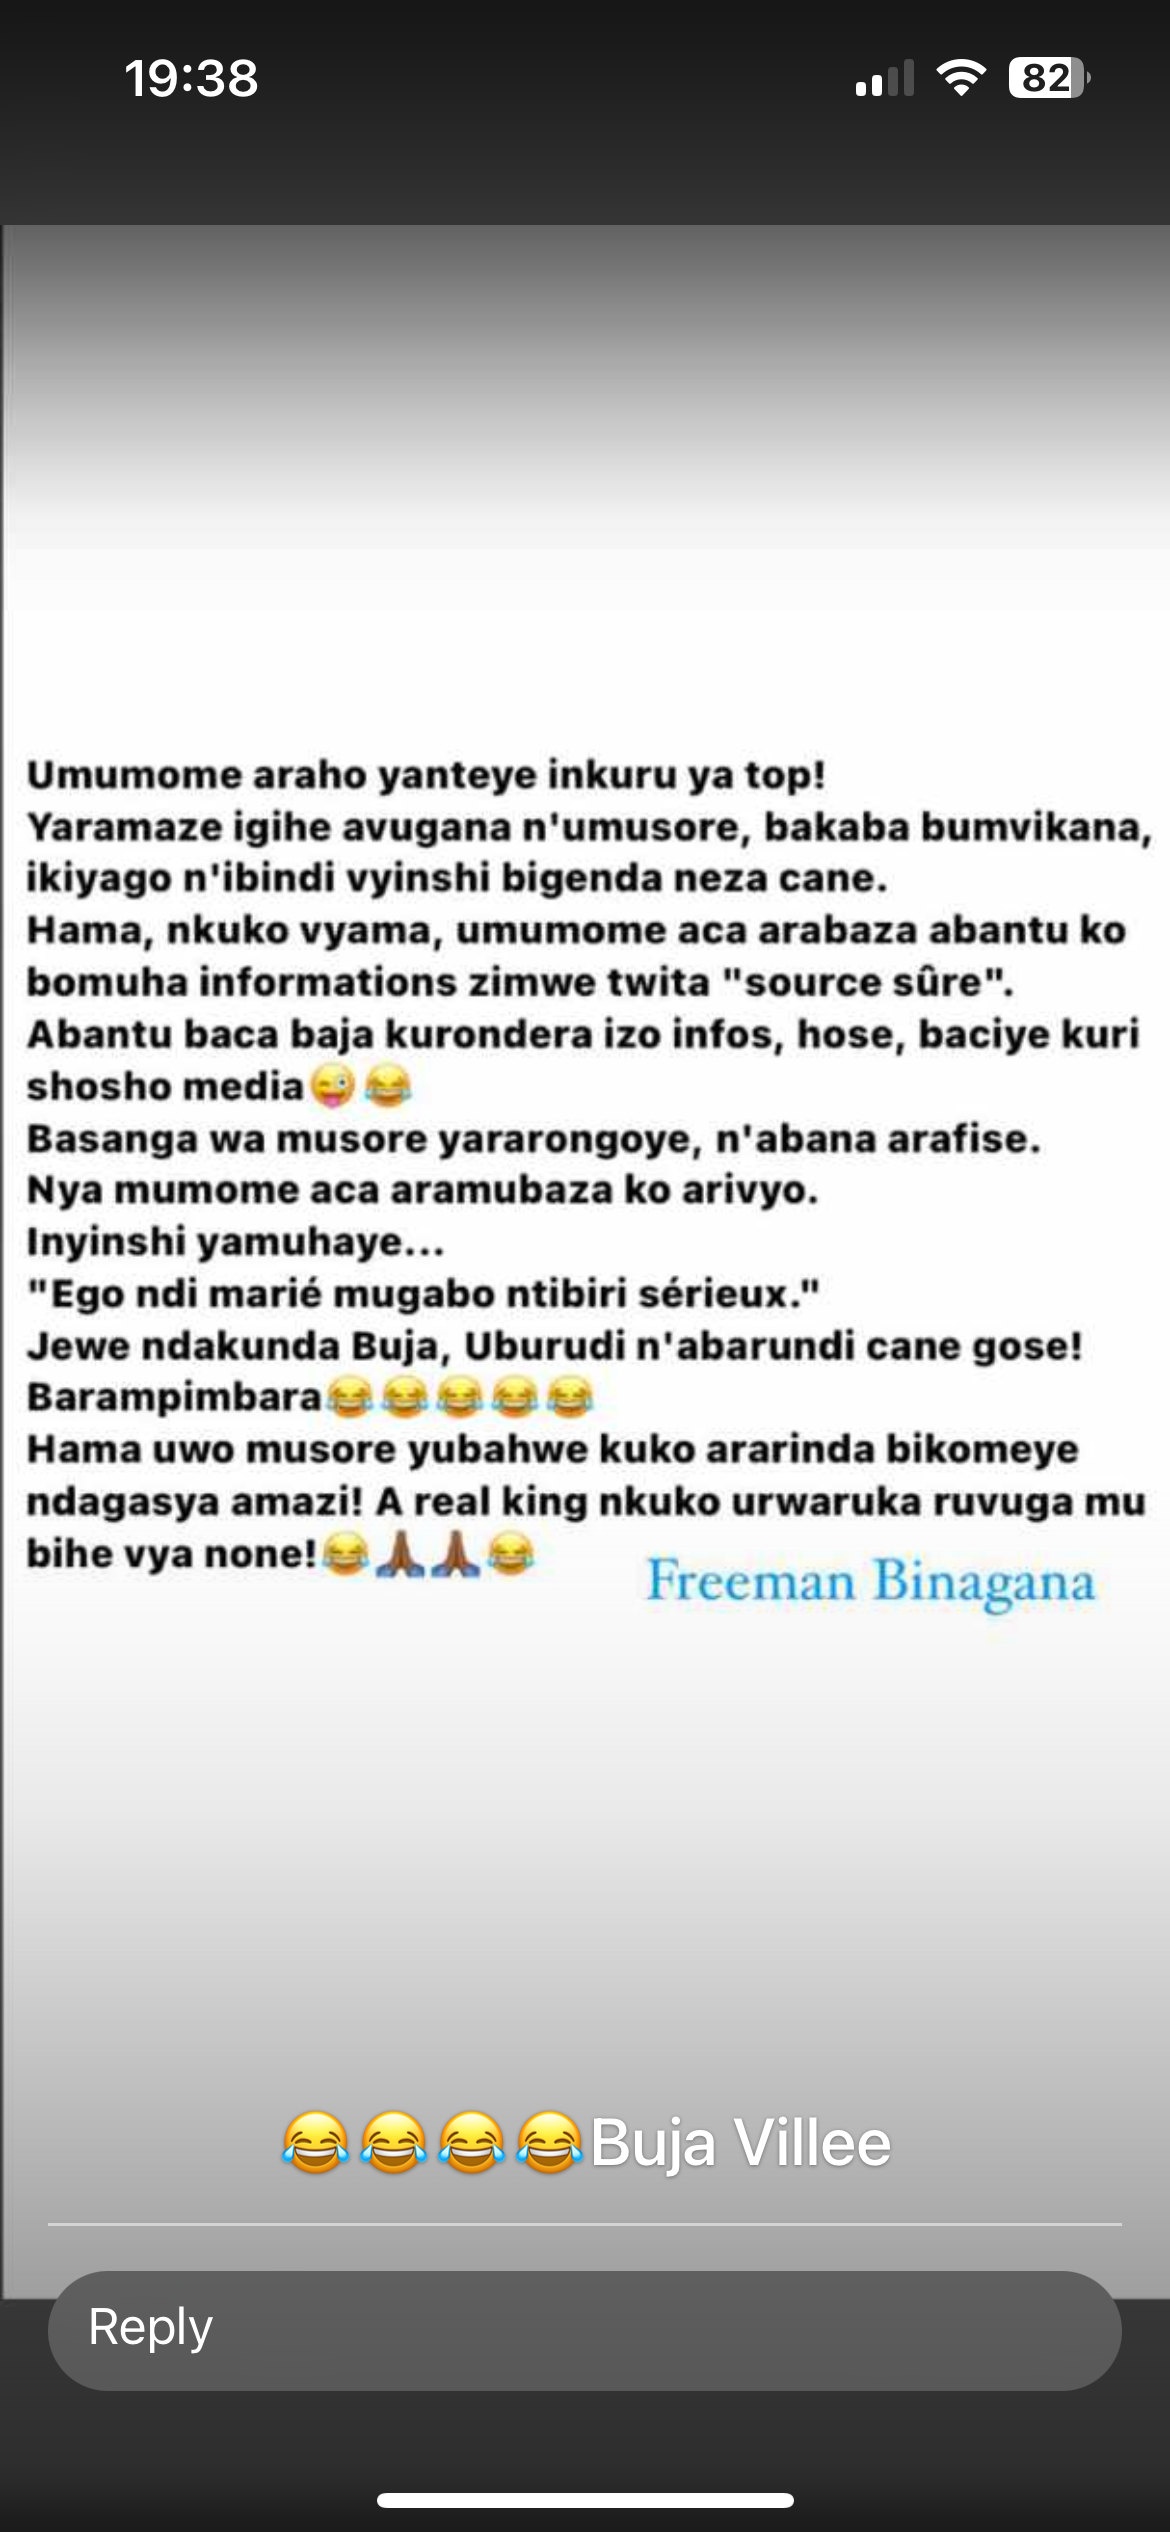 19:38
82
Umumome araho yanteye inkuru ya top!
Yaramaze igihe avugana n'umusore, bakaba bumvikana,
ikiyago n'ibindi vyinshi bigenda neza cane.
Hama, nkuko vyama, umumome aca arabaza abantu ko
bomuha informations zimwe twita "source sûre".
Abantu baca baja kurondera izo infos, hose, baciye kuri
shosho media😜😂
Basanga wa musore yararongoye, n'abana arafise.
Nya mumome aca aramubaza ko arivyo.
Inyinshi yamuhaye...
"Ego ndi marié mugabo ntibiri sérieux."
Jewe ndakunda Buja, Uburudi n'abarundi cane gose!
Barampimbara😂😂😂😂😂
Hama uwo musore yubahwe kuko ararinda bikomeye
ndagasya amazi! A real king nkuko urwaruka ruvuga mu
bihe vya none!😂🙏🏾🙏🏾😂
Freeman Binagana
😂😂😂😂Buja Villee
Reply